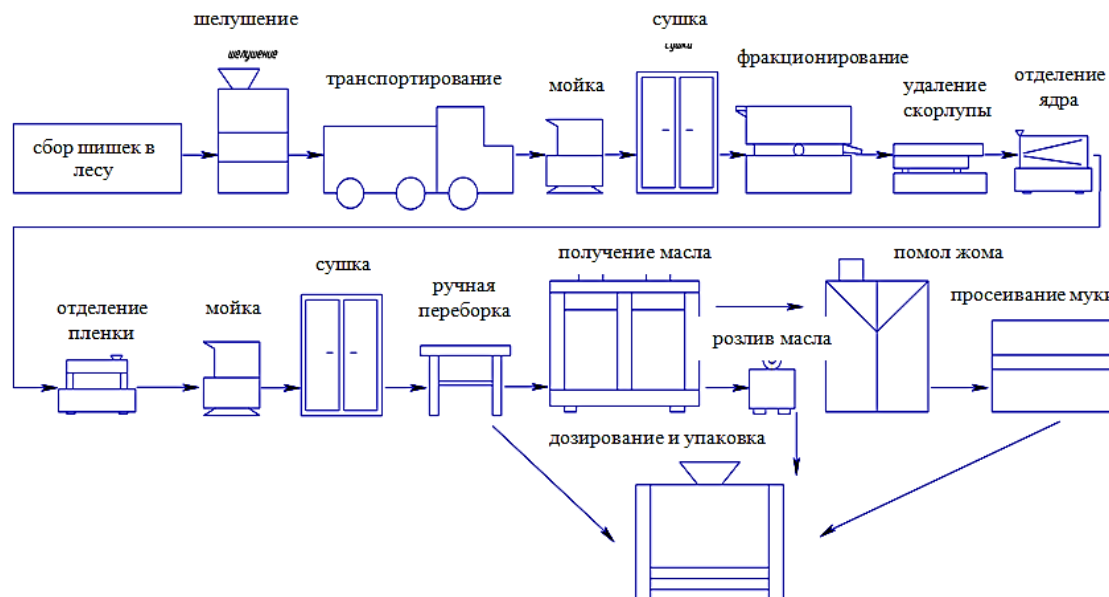 шелушение
шелушение
транспортирование
мойка
сушка
сушки
фракционирование
удаление
скорлупы
отделение
ядра
сбор шишек в
лесу
отделение
пленки
мойка
сушка
ручная
переборка
получение масла
розлив масла
помол жома
просеивание муки
дозирование и упаковка